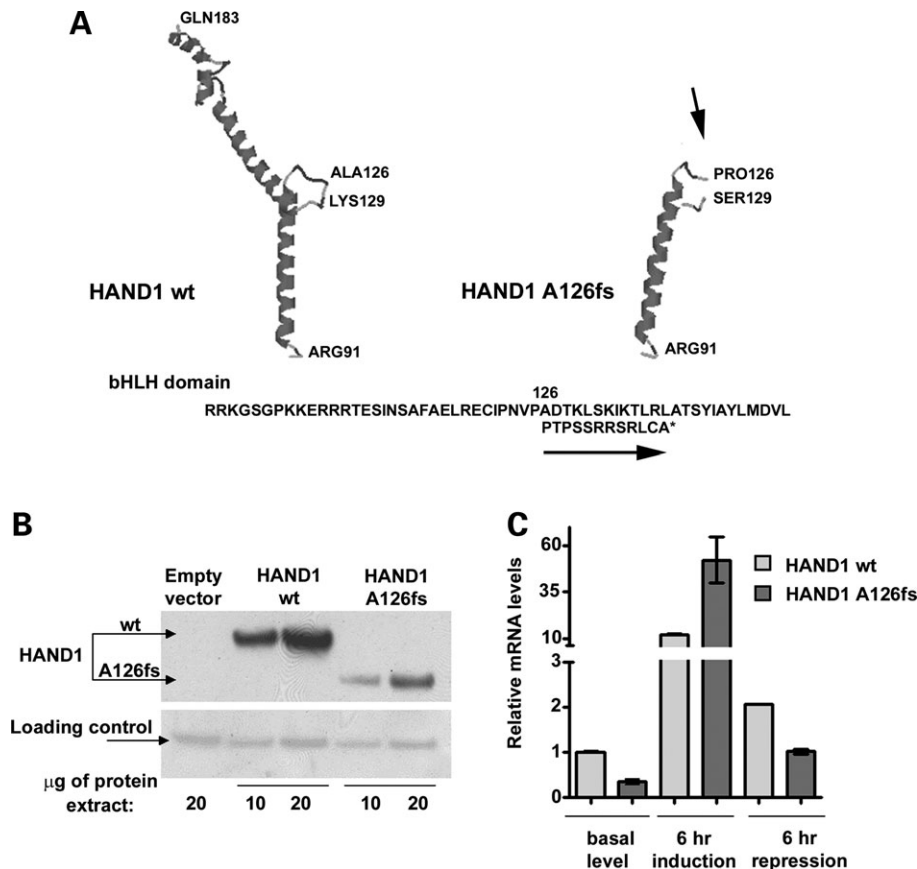 A
GLN183
ALA126
LYS129
HAND1 wt
ARG91
PRO126
SER129
HAND1 A126fs
ARG91
bHLH domain
126
RRKGSGPKKERRRTESINSAFAELRECIPNVPADTKLSKIKTLRLATSYIAYLMDVL
PTPSSRRSRLCA*
B
Empty vector
HAND1 wt
HAND1 A126fs
HAND1
wt
A126fs
Loading control
μg of protein extract:
20 10 20 10 20
C
Relative mRNA levels
60
35
10
3
2
1
0
HAND1 wt
HAND1 A126fs
basal level
6 hr induction
6 hr repression